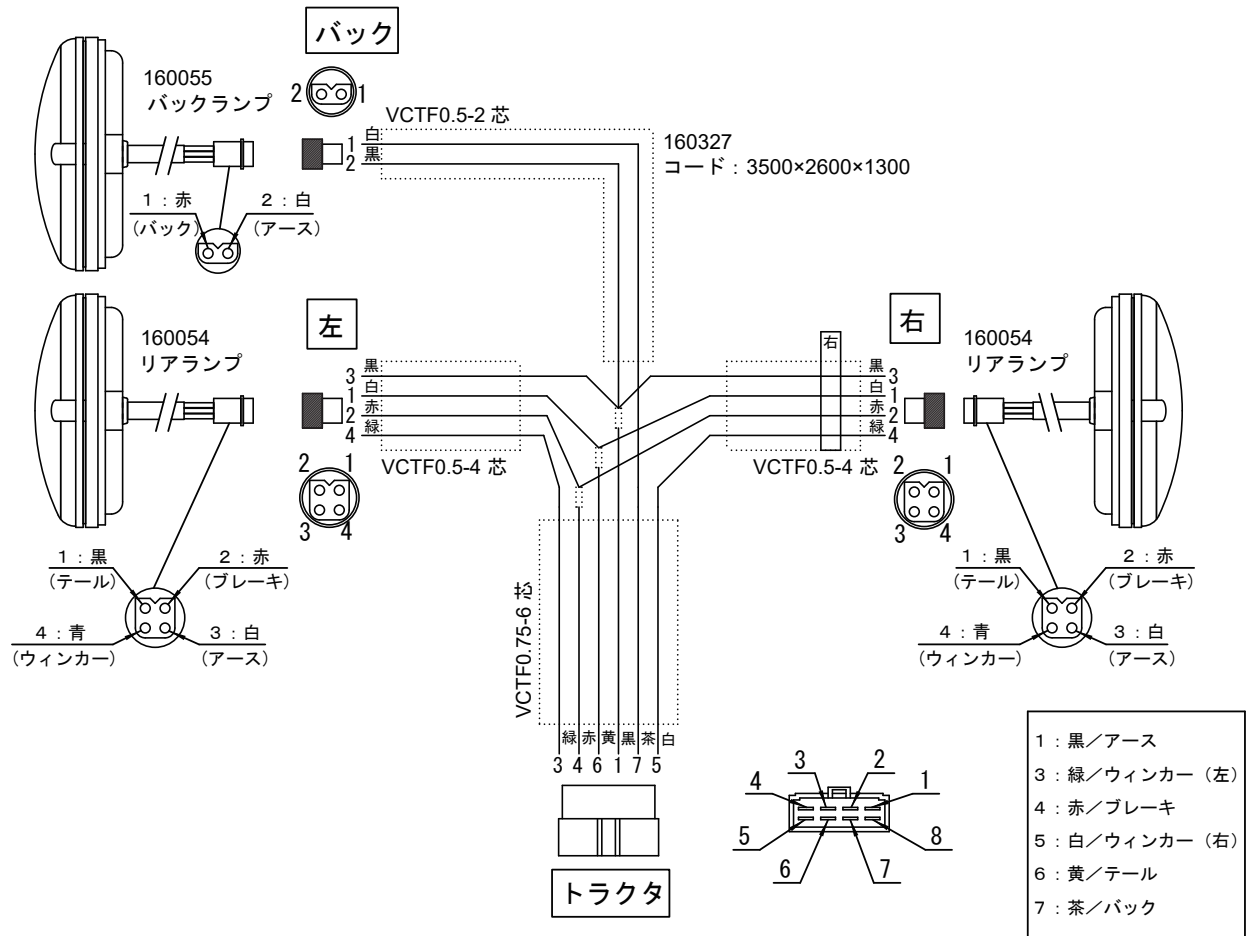 バック
160055
バックランプ
2
1
VCTF0.5-2 芯
1 白
2 黒
160327
コード：3500×2600×1300
1：赤
(バック)
2：白
(アース)
160054
リアランプ
左
右
160054
リアランプ
右
3 黒
1 白
2 赤
4 緑
黒 3
白 1
赤 2
緑 4
VCTF0.5-4 芯
VCTF0.5-4 芯
2 1
3 4
2 1
3 4
1：黒
(テール)
2：赤
(ブレーキ)
4：青
(ウィンカー)
3：白
(アース)
1：黒
(テール)
2：赤
(ブレーキ)
4：青
(ウィンカー)
3：白
(アース)
VCTF0.75-6 芯
緑 赤 黄 黒 茶 白
3 4 6 1 7 5
トラクタ
4 3 2 1
5 6 7 8
1：黒／アース
3：緑／ウィンカー（左）
4：赤／ブレーキ
5：白／ウィンカー（右）
6：黄／テール
7：茶／バック